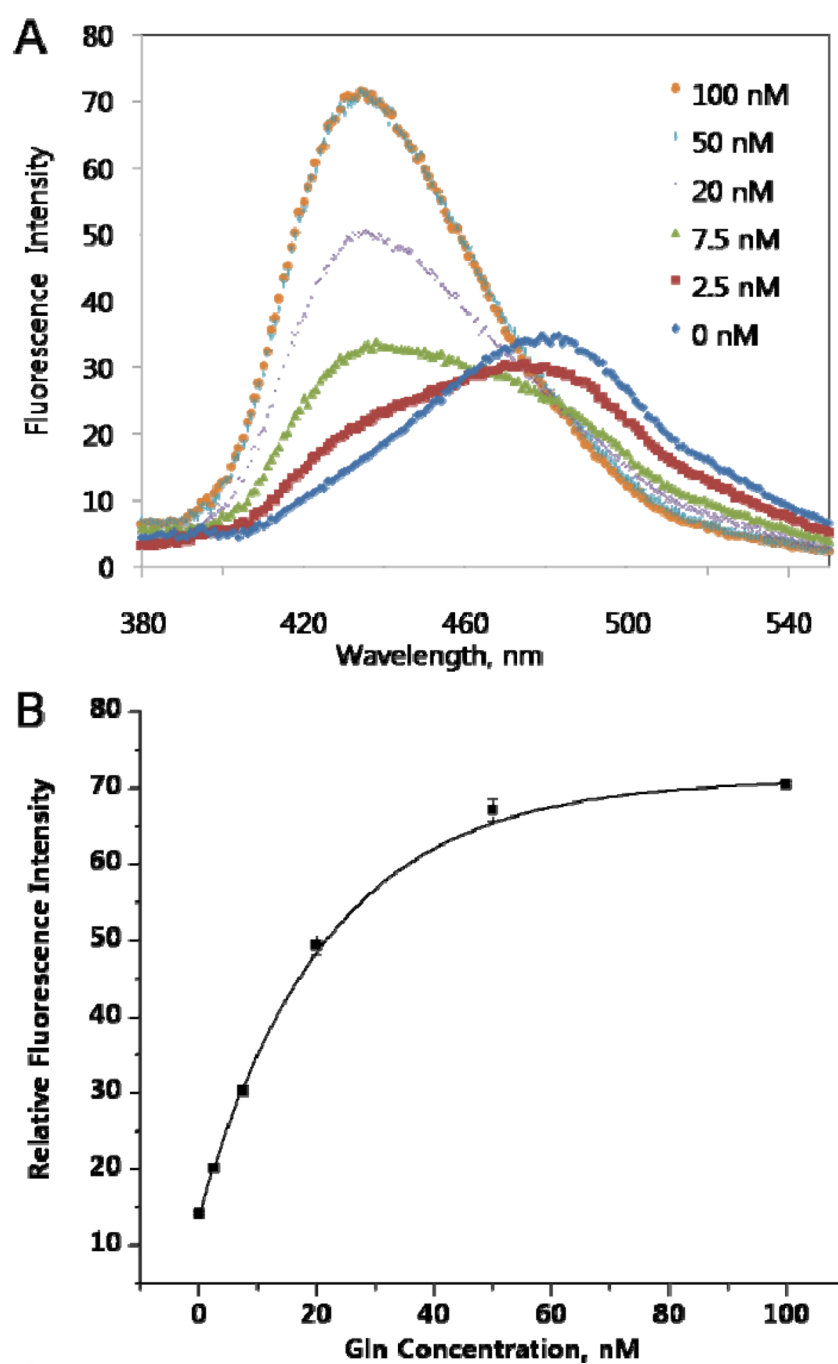 A
80
70
60
50
40
30
20
10
0
Fluorescence Intensity
100 nM
50 nM
20 nM
7.5 nM
2.5 nM
0 nM
380 420 460 500 540
Wavelength, nm
B
80
70
60
50
40
30
20
10
Relative Fluorescence Intensity
0 20 40 60 80 100
Gln Concentration, nM